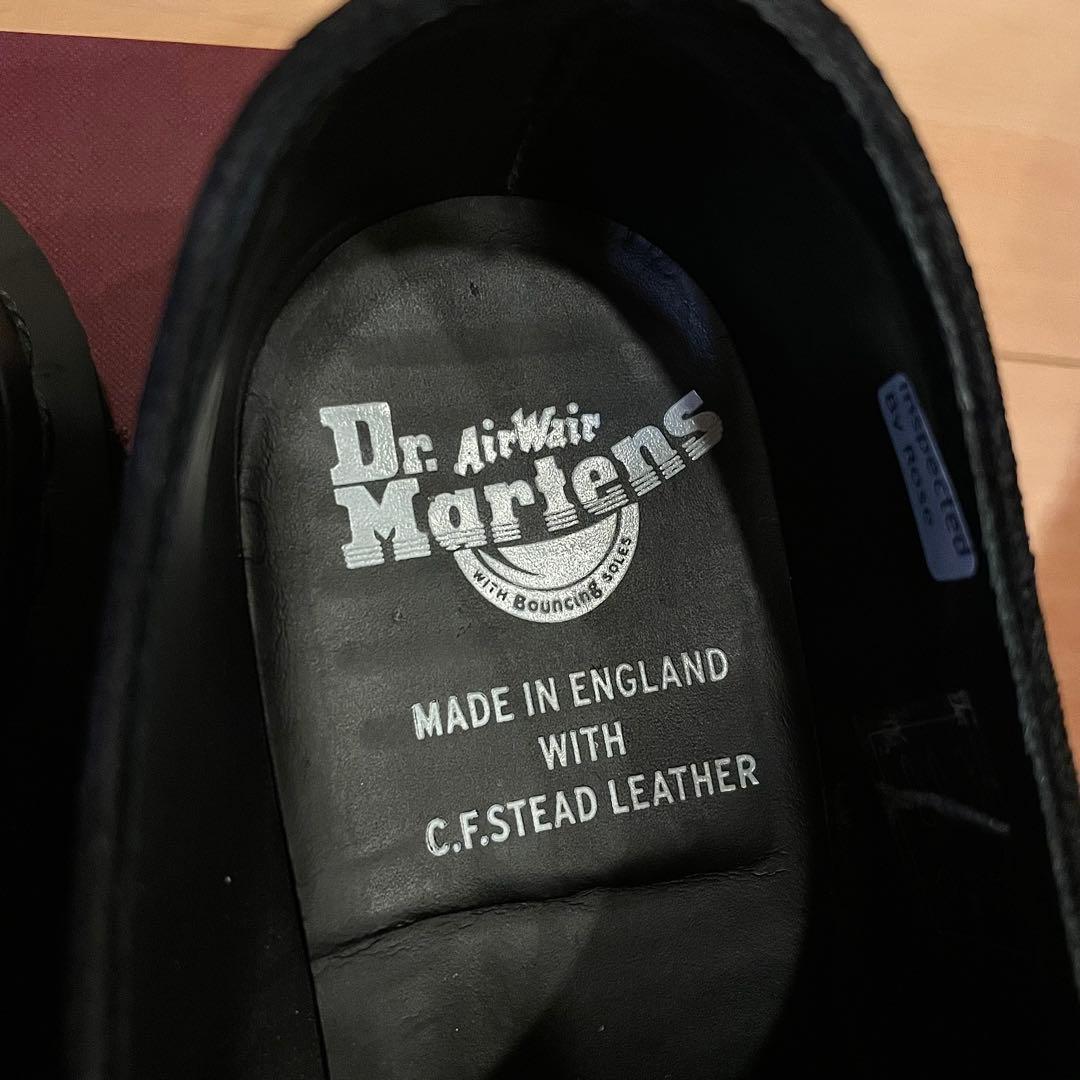 Dr. AirWair
Martens
WITH Bouncing SOLES
MADE IN ENGLAND
WITH
C.F.STEAD LEATHER
Inspected
By Rose